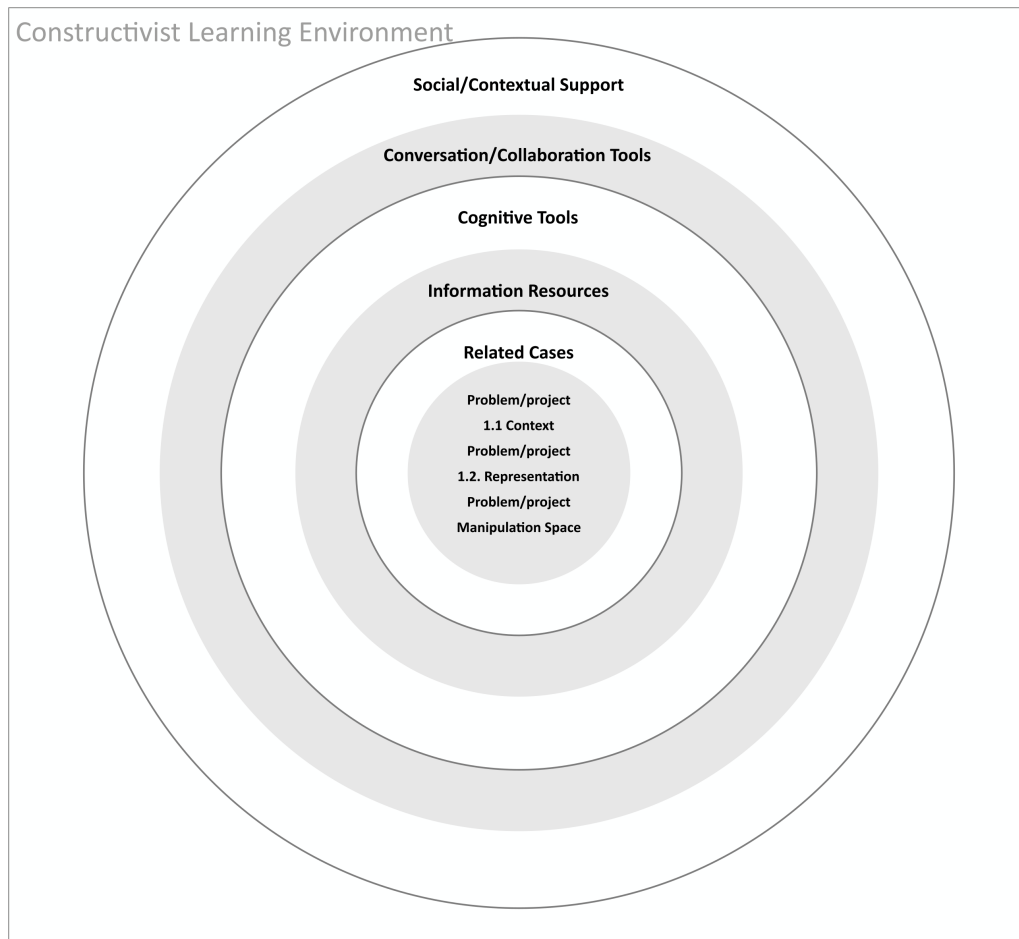 Constructivist Learning Environment
Social/Contextual Support
Conversation/Collaboration Tools
Cognitive Tools
Information Resources
Related Cases
Problem/project
1.1 Context
Problem/project
1.2. Representation
Problem/project
Manipulation Space